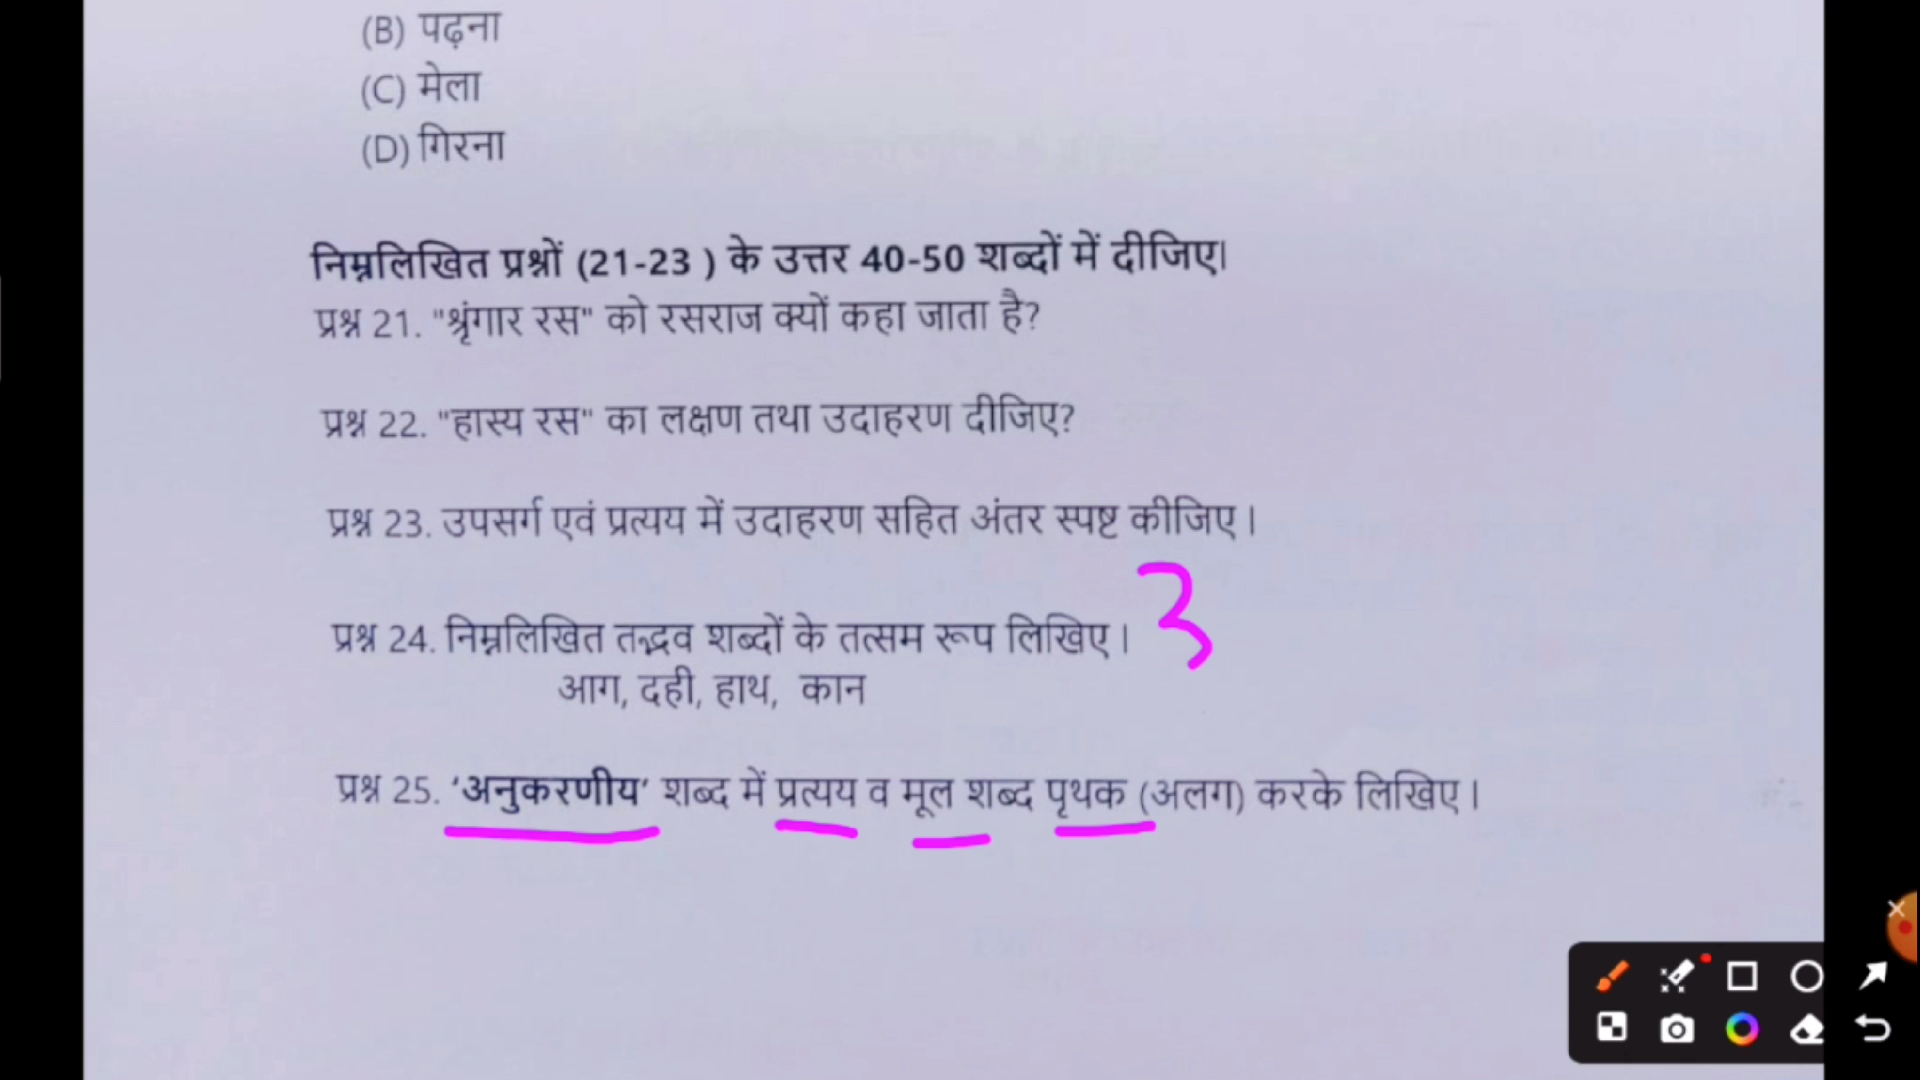 (B) पढ़ना
(C) मेला
(D) गिरना
निम्नलिखित प्रश्नों (21-23 ) के उत्तर 40-50 शब्दों में दीजिए।
प्रश्न 21. "श्रृंगार रस" को रसराज क्यों कहा जाता है?
प्रश्न 22. "हास्य रस" का लक्षण तथा उदाहरण दीजिए?
प्रश्न 23. उपसर्ग एवं प्रत्यय में उदाहरण सहित अंतर स्पष्ट कीजिए ।
प्रश्न 24. निम्नलिखित तद्भव शब्दों के तत्सम रूप लिखिए ।
आग, दही, हाथ, कान
प्रश्न 25. ‘अनुकरणीय’ शब्द में प्रत्यय व मूल शब्द पृथक (अलग) करके लिखिए ।